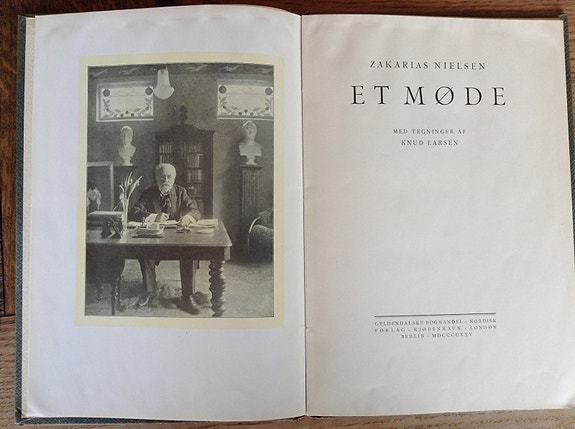 ZAKARIAS NIELSEN
ET MØDE
MED TEGNINGER AF
KNUD LARSEN
GYLDENDALSKE BOGHANDEL · NORDISK
FORLAG · KJØBENHAVN · LONDON
BERLIN · MDCCCCXXV